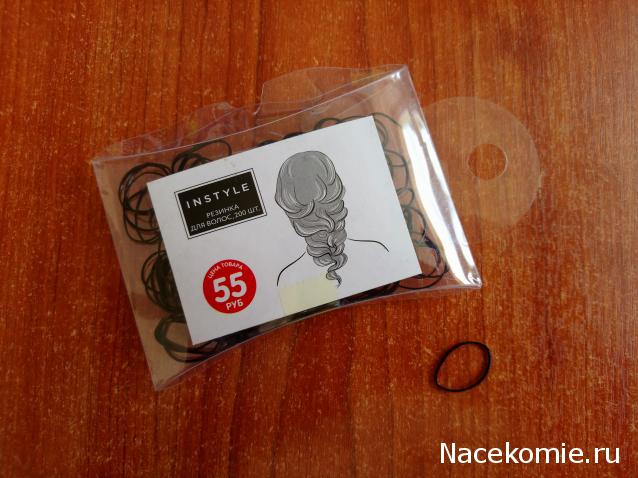 INSTYLE
РЕЗИНКА
ДЛЯ ВОЛОС, 200 ШТ.
ЦЕНА ТОВАРА
55
РУБ
Nacekomie.ru